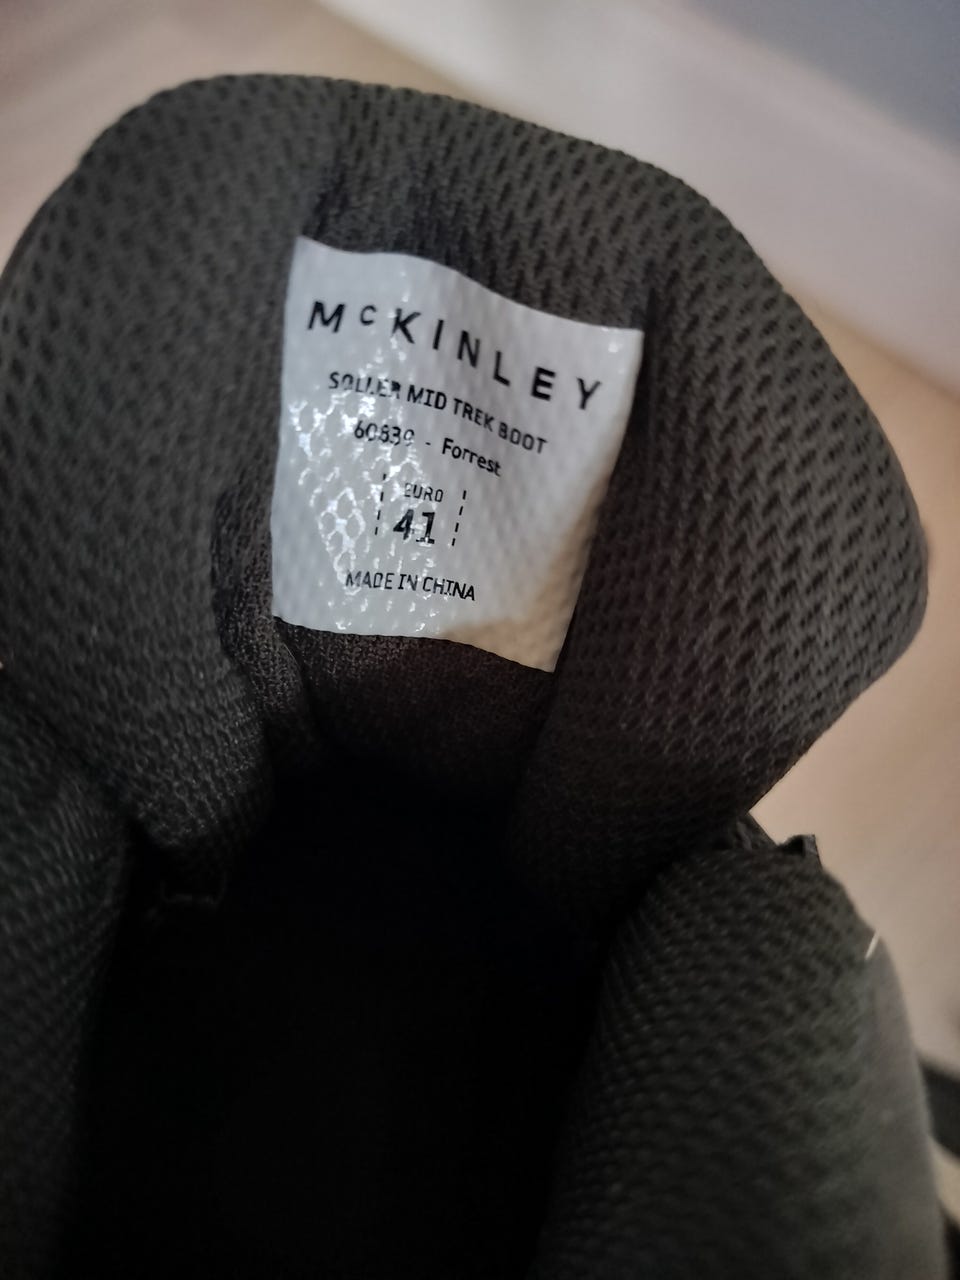 McKINLEY
SOLLER MID TREK BOOT
60839 - Forrest
EURO
41
MADE IN CHINA